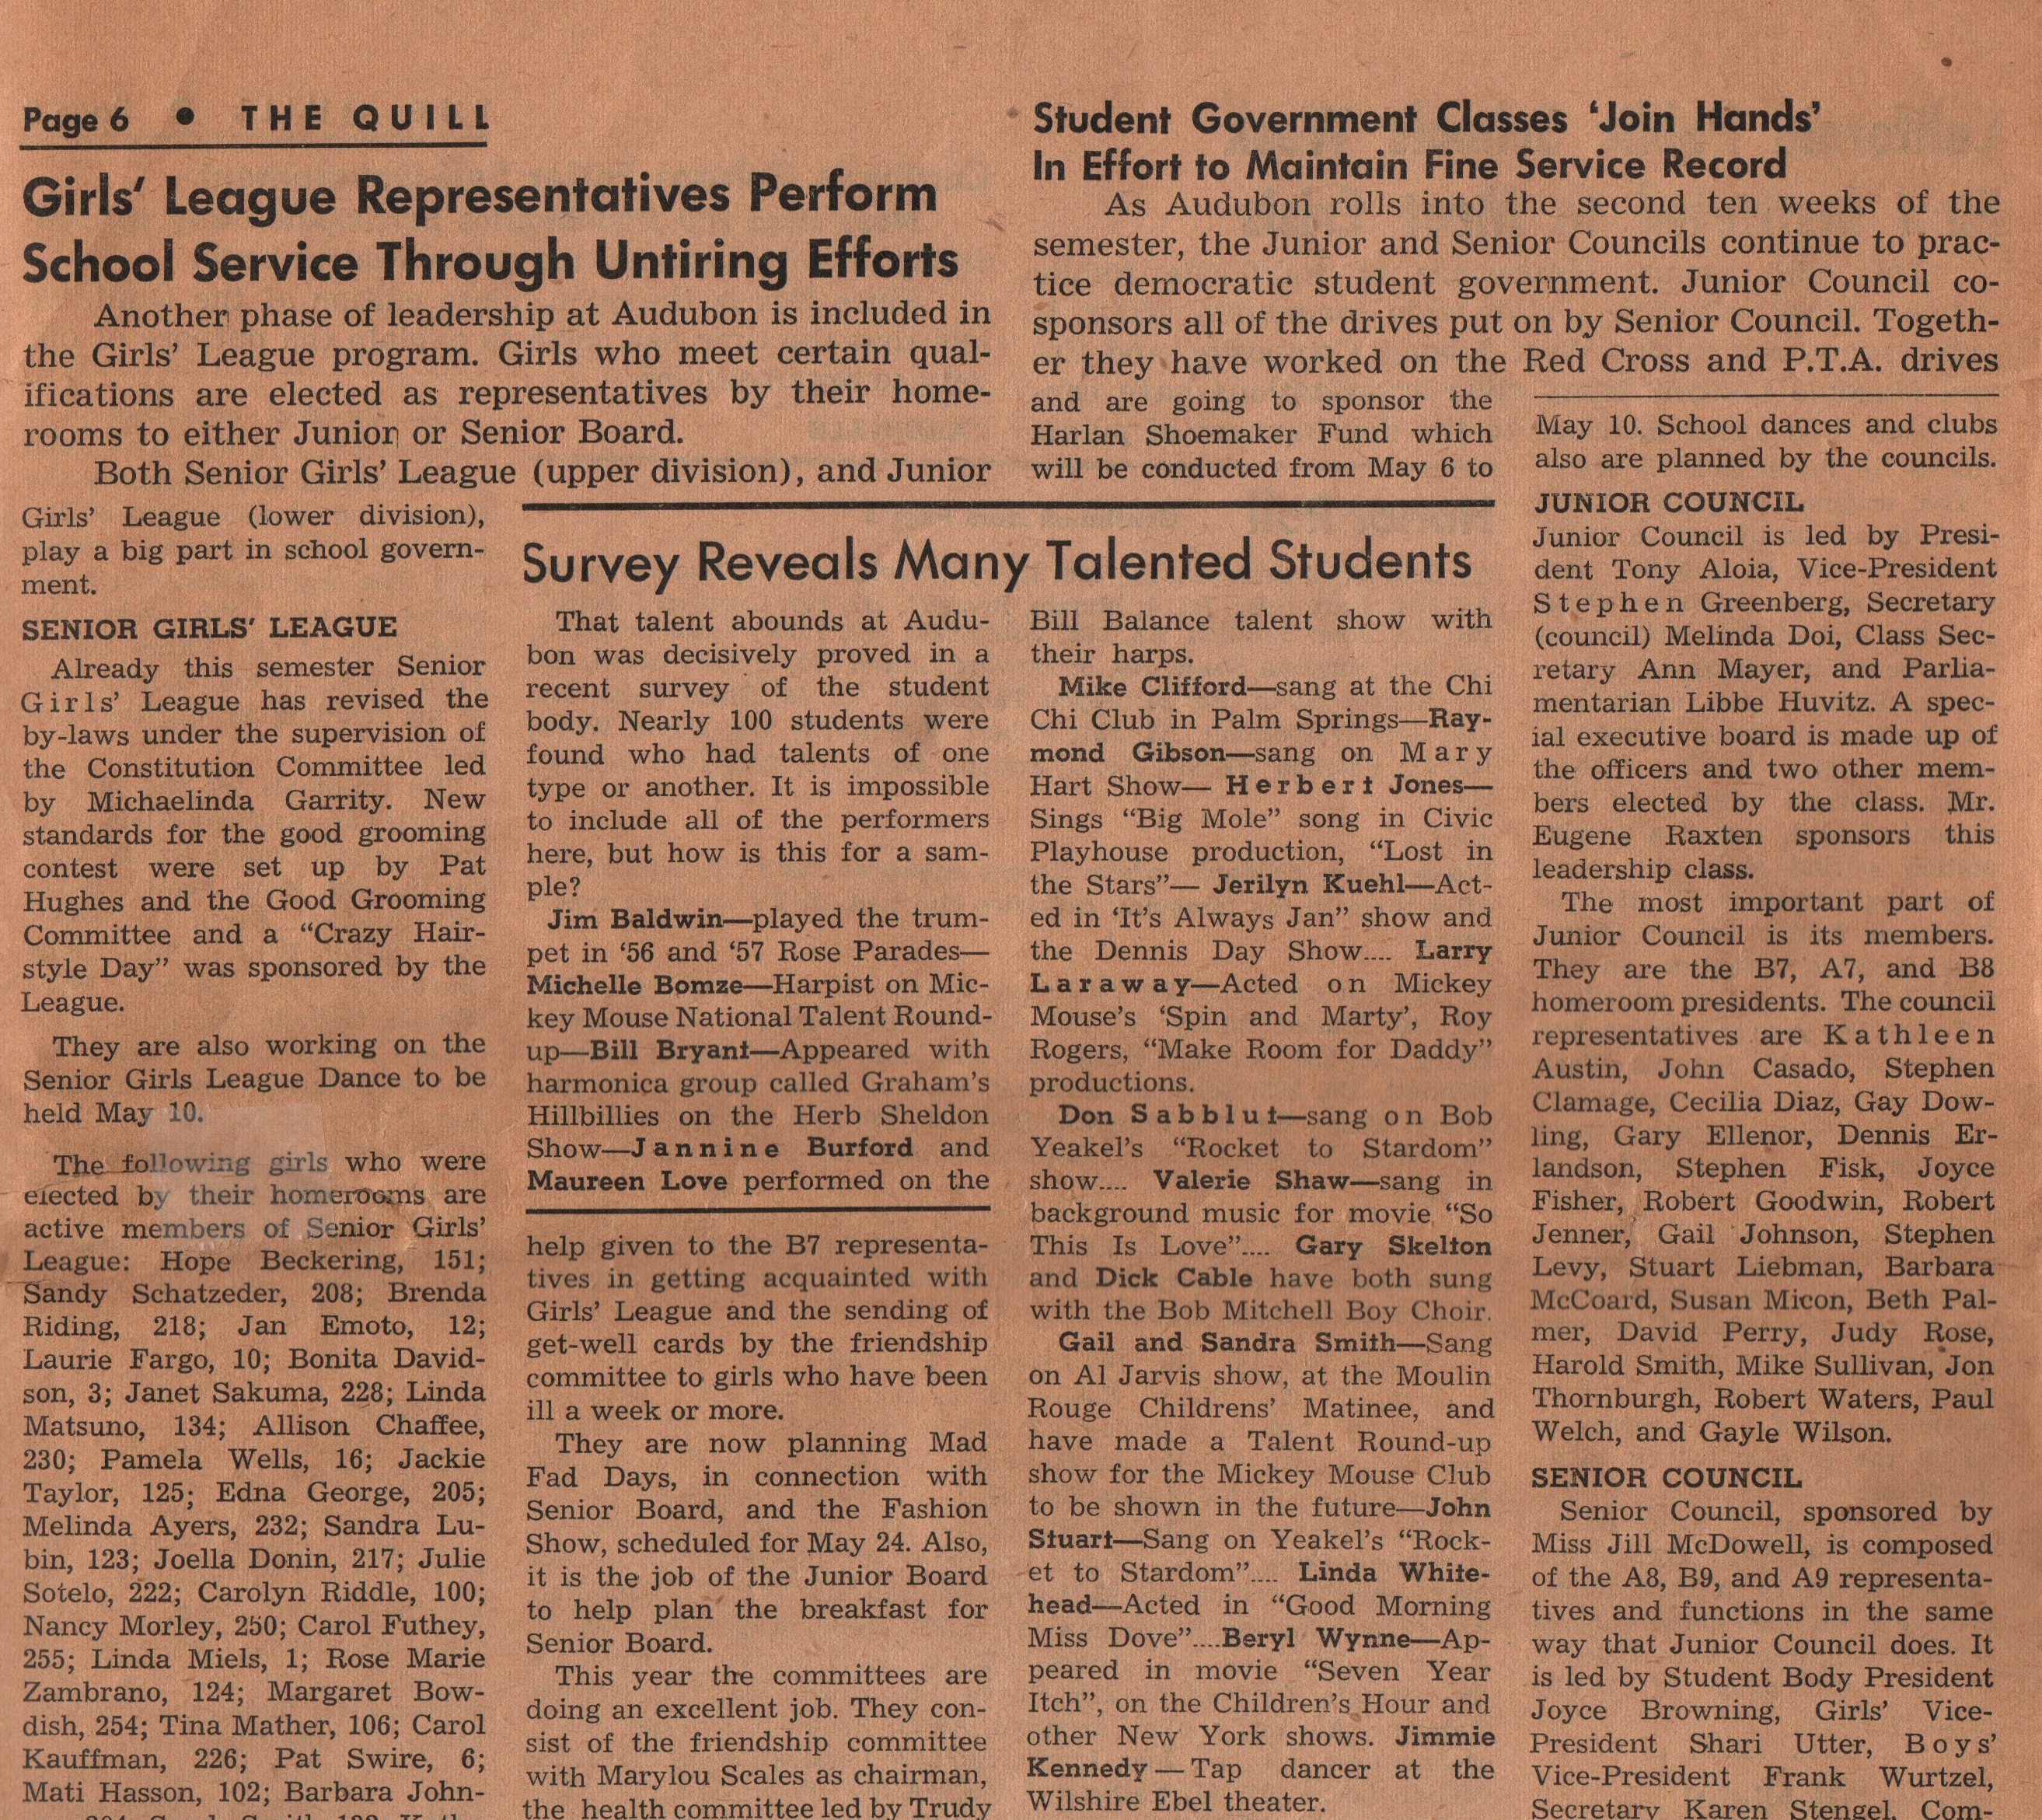 Page 6 • THE QUILL
Girls' League Representatives Perform
School Service Through Untiring Efforts
Another phase of leadership at Audubon is included in
the Girls' League program. Girls who meet certain qual-
ifications are elected as representatives by their home-
rooms to either Junior or Senior Board.
Both Senior Girls' League (upper division), and Junior
Girls' League (lower division),
play a big part in school govern-
ment.
SENIOR GIRLS' LEAGUE
Already this semester Senior
Girls' League has revised the
by-laws under the supervision of
the Constitution Committee led
by Michaelinda Garrity. New
standards for the good grooming
contest were set up by Pat
Hughes and the Good Grooming
Committee and a “Crazy Hair-
style Day” was sponsored by the
League.
They are also working on the
Senior Girls League Dance to be
held May 10.
The following girls who were
elected by their homerooms are
active members of Senior Girls'
League: Hope Beckering, 151;
Sandy Schatzeder, 208; Brenda
Riding, 218; Jan Emoto, 12;
Laurie Fargo, 10; Bonita David-
son, 3; Janet Sakuma, 228; Linda
Matsuno, 134; Allison Chaffee,
230; Pamela Wells, 16; Jackie
Taylor, 125; Edna George, 205;
Melinda Ayers, 232; Sandra Lu-
bin, 123; Joella Donin, 217; Julie
Sotelo, 222; Carolyn Riddle, 100;
Nancy Morley, 250; Carol Futhey,
255; Linda Miels, 1; Rose Marie
Zambrano, 124; Margaret Bow-
dish, 254; Tina Mather, 106; Carol
Kauffman, 226; Pat Swire, 6;
Mati Hasson, 102; Barbara John-
help given to the B7 representa-
tives in getting acquainted with
Girls' League and the sending of
get-well cards by the friendship
committee to girls who have been
ill a week or more.
They are now planning Mad
Fad Days, in connection with
Senior Board, and the Fashion
Show, scheduled for May 24. Also,
it is the job of the Junior Board
to help plan the breakfast for
Senior Board.
This year the committees are
doing an excellent job. They con-
sist of the friendship committee
with Marylou Scales as chairman,
the health committee led by Trudy
Survey Reveals Many Talented Students
That talent abounds at Audu-
bon was decisively proved in a
recent survey of the student
body. Nearly 100 students were
found who had talents of one
type or another. It is impossible
to include all of the performers
here, but how is this for a sam-
ple?
Jim Baldwin—played the trum-
pet in ‘56 and ‘57 Rose Parades—
Michelle Bomze—Harpist on Mic-
key Mouse National Talent Round-
up—Bill Bryant—Appeared with
harmonica group called Graham's
Hillbillies on the Herb Sheldon
Show—Jannine Burford and
Maureen Love performed on the
Bill Balance talent show with
their harps.
Mike Clifford—sang at the Chi
Chi Club in Palm Springs—Ray-
mond Gibson—sang on Mary
Hart Show— Herbert Jones—
Sings “Big Mole” song in Civic
Playhouse production, “Lost in
the Stars”— Jerilyn Kuehl—Act-
ed in ‘It's Always Jan” show and
the Dennis Day Show.... Larry
Laraway—Acted on Mickey
Mouse's ‘Spin and Marty’, Roy
Rogers, “Make Room for Daddy”
productions.
Don Sabblut—sang on Bob
Yeakel's “Rocket to Stardom”
show.... Valerie Shaw—sang in
background music for movie “So
This Is Love”.... Gary Skelton
and Dick Cable have both sung
with the Bob Mitchell Boy Choir.
Gail and Sandra Smith—Sang
on Al Jarvis show, at the Moulin
Rouge Childrens' Matinee, and
have made a Talent Round-up
show for the Mickey Mouse Club
to be shown in the future—John
Stuart—Sang on Yeakel's “Rock-
et to Stardom”.... Linda White-
head—Acted in “Good Morning
Miss Dove”....Beryl Wynne—Ap-
peared in movie “Seven Year
Itch”, on the Children's Hour and
other New York shows. Jimmie
Kennedy — Tap dancer at the
Wilshire Ebel theater.
Student Government Classes ‘Join Hands’
In Effort to Maintain Fine Service Record
As Audubon rolls into the second ten weeks of the
semester, the Junior and Senior Councils continue to prac-
tice democratic student government. Junior Council co-
sponsors all of the drives put on by Senior Council. Togeth-
er they have worked on the Red Cross and P.T.A. drives
and are going to sponsor the
Harlan Shoemaker Fund which
will be conducted from May 6 to
May 10. School dances and clubs
also are planned by the councils.
JUNIOR COUNCIL
Junior Council is led by Presi-
dent Tony Aloia, Vice-President
Stephen Greenberg, Secretary
(council) Melinda Doi, Class Sec-
retary Ann Mayer, and Parlia-
mentarian Libbe Huvitz. A spec-
ial executive board is made up of
the officers and two other mem-
bers elected by the class. Mr.
Eugene Raxten sponsors this
leadership class.
The most important part of
Junior Council is its members.
They are the B7, A7, and B8
homeroom presidents. The council
representatives are Kathleen
Austin, John Casado, Stephen
Clamage, Cecilia Diaz, Gay Dow-
ling, Gary Ellenor, Dennis Er-
landson, Stephen Fisk, Joyce
Fisher, Robert Goodwin, Robert
Jenner, Gail Johnson, Stephen
Levy, Stuart Liebman, Barbara
McCoard, Susan Micon, Beth Pal-
mer, David Perry, Judy Rose,
Harold Smith, Mike Sullivan, Jon
Thornburgh, Robert Waters, Paul
Welch, and Gayle Wilson.
SENIOR COUNCIL
Senior Council, sponsored by
Miss Jill McDowell, is composed
of the A8, B9, and A9 representa-
tives and functions in the same
way that Junior Council does. It
is led by Student Body President
Joyce Browning, Girls' Vice-
President Shari Utter, Boys'
Vice-President Frank Wurtzel,
Secretary Karen Stengel, Com-